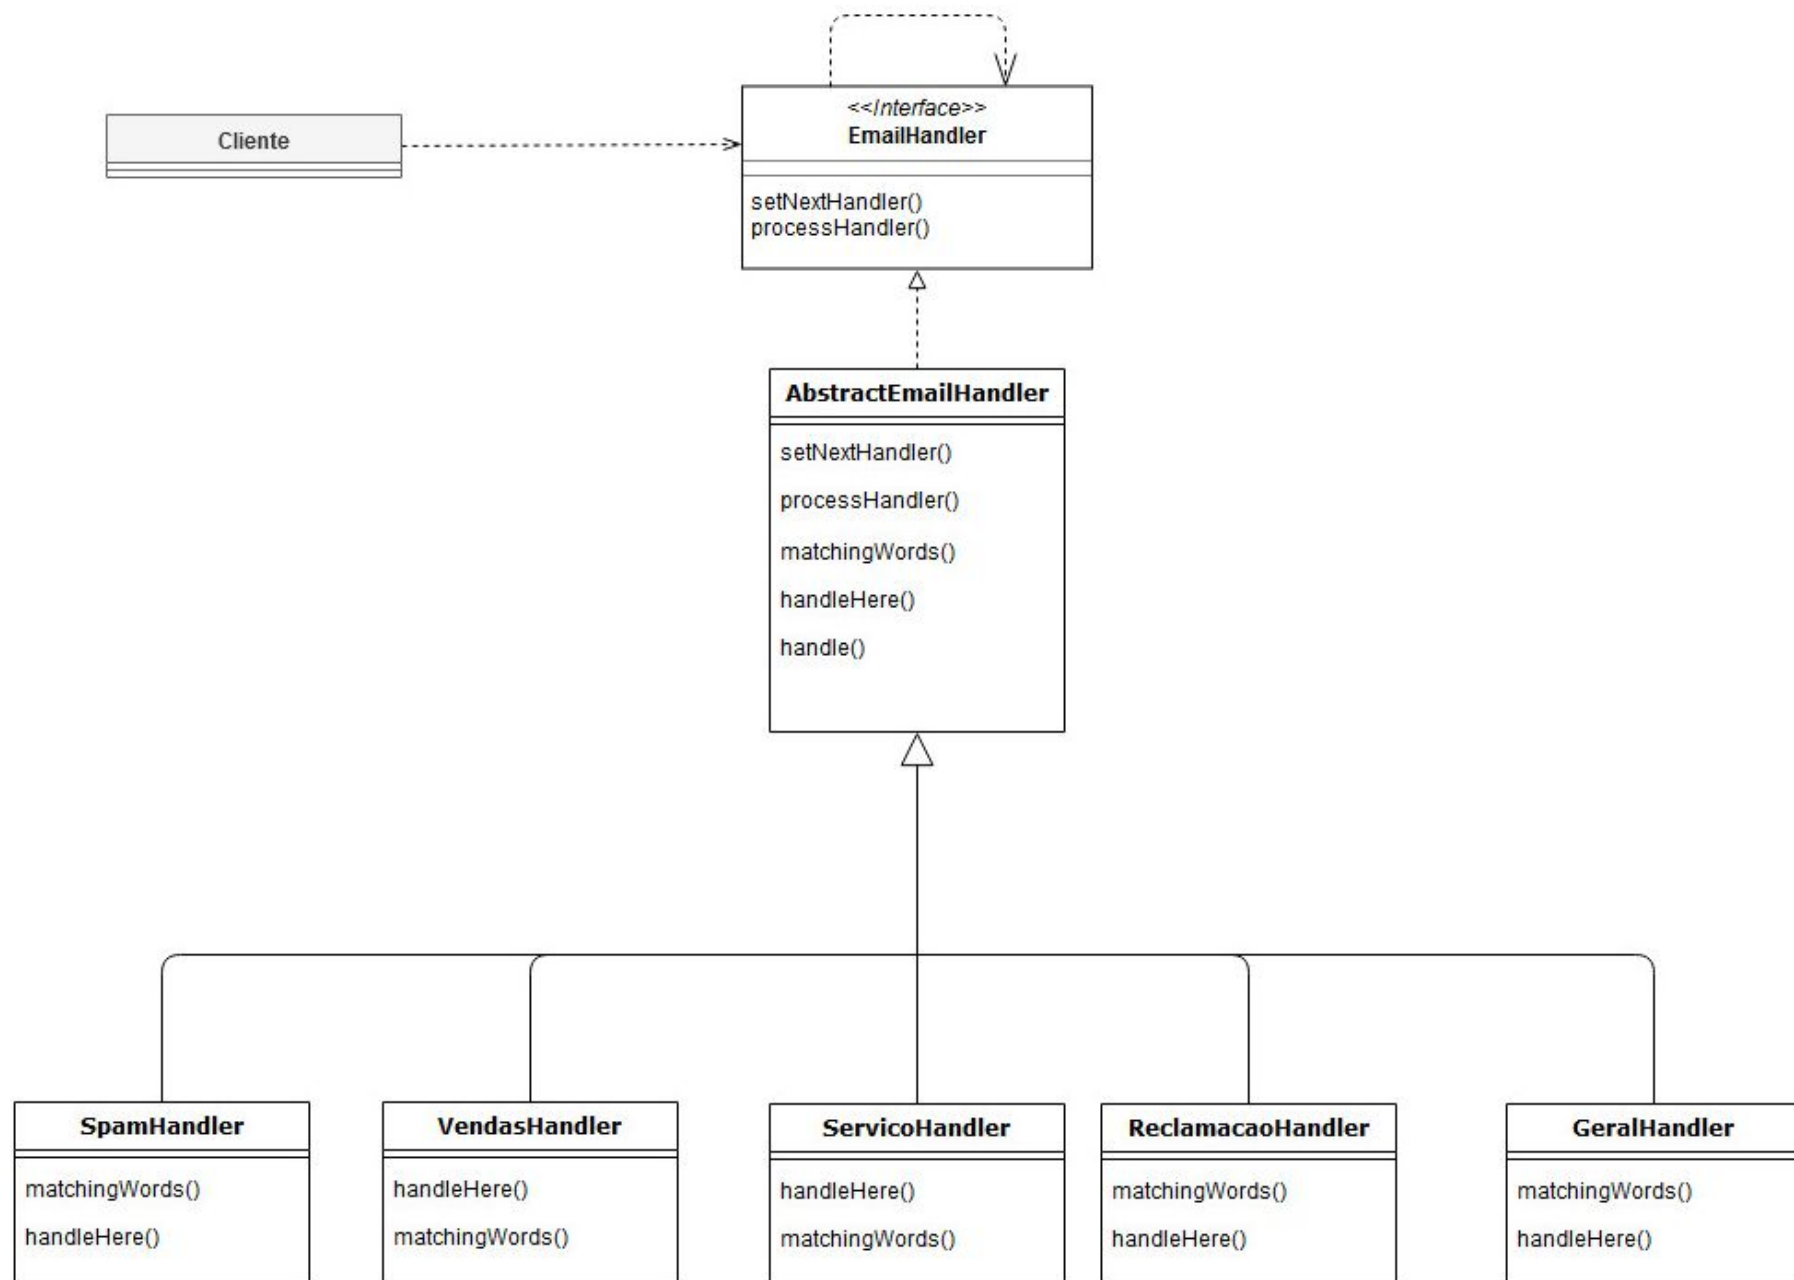 <<Interface>>
EmailHandler
Cliente
setNextHandler()
processHandler()
AbstractEmailHandler
setNextHandler()
processHandler()
matchingWords()
handleHere()
handle()
SpamHandler
matchingWords()
handleHere()
VendasHandler
handleHere()
matchingWords()
ServicoHandler
handleHere()
matchingWords()
ReclamacaoHandler
matchingWords()
handleHere()
GeralHandler
matchingWords()
handleHere()